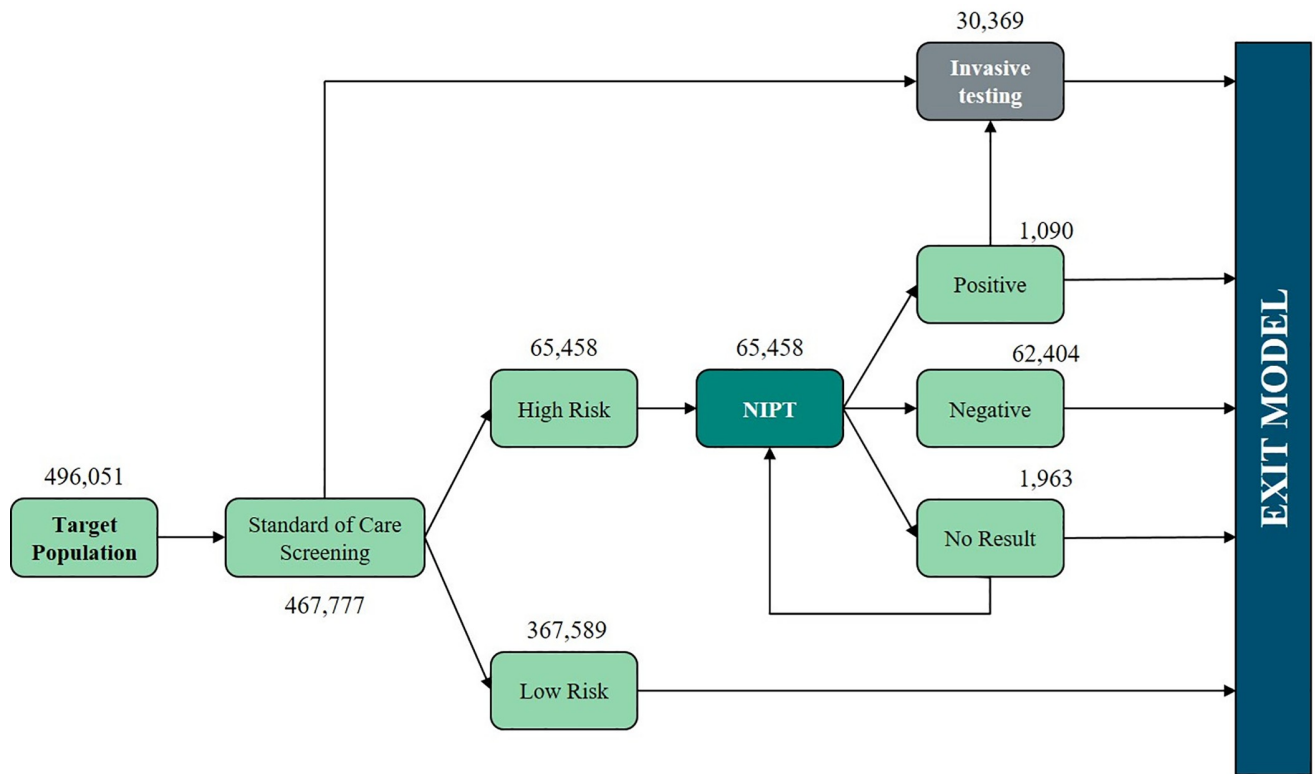 30,369
Invasive
testing
1,090
Positive
65,458
65,458
62,404
High Risk
NIPT
Negative
496,051
1,963
Target
Population
Standard of Care
Screening
No Result
467,777
367,589
Low Risk
EXIT MODEL